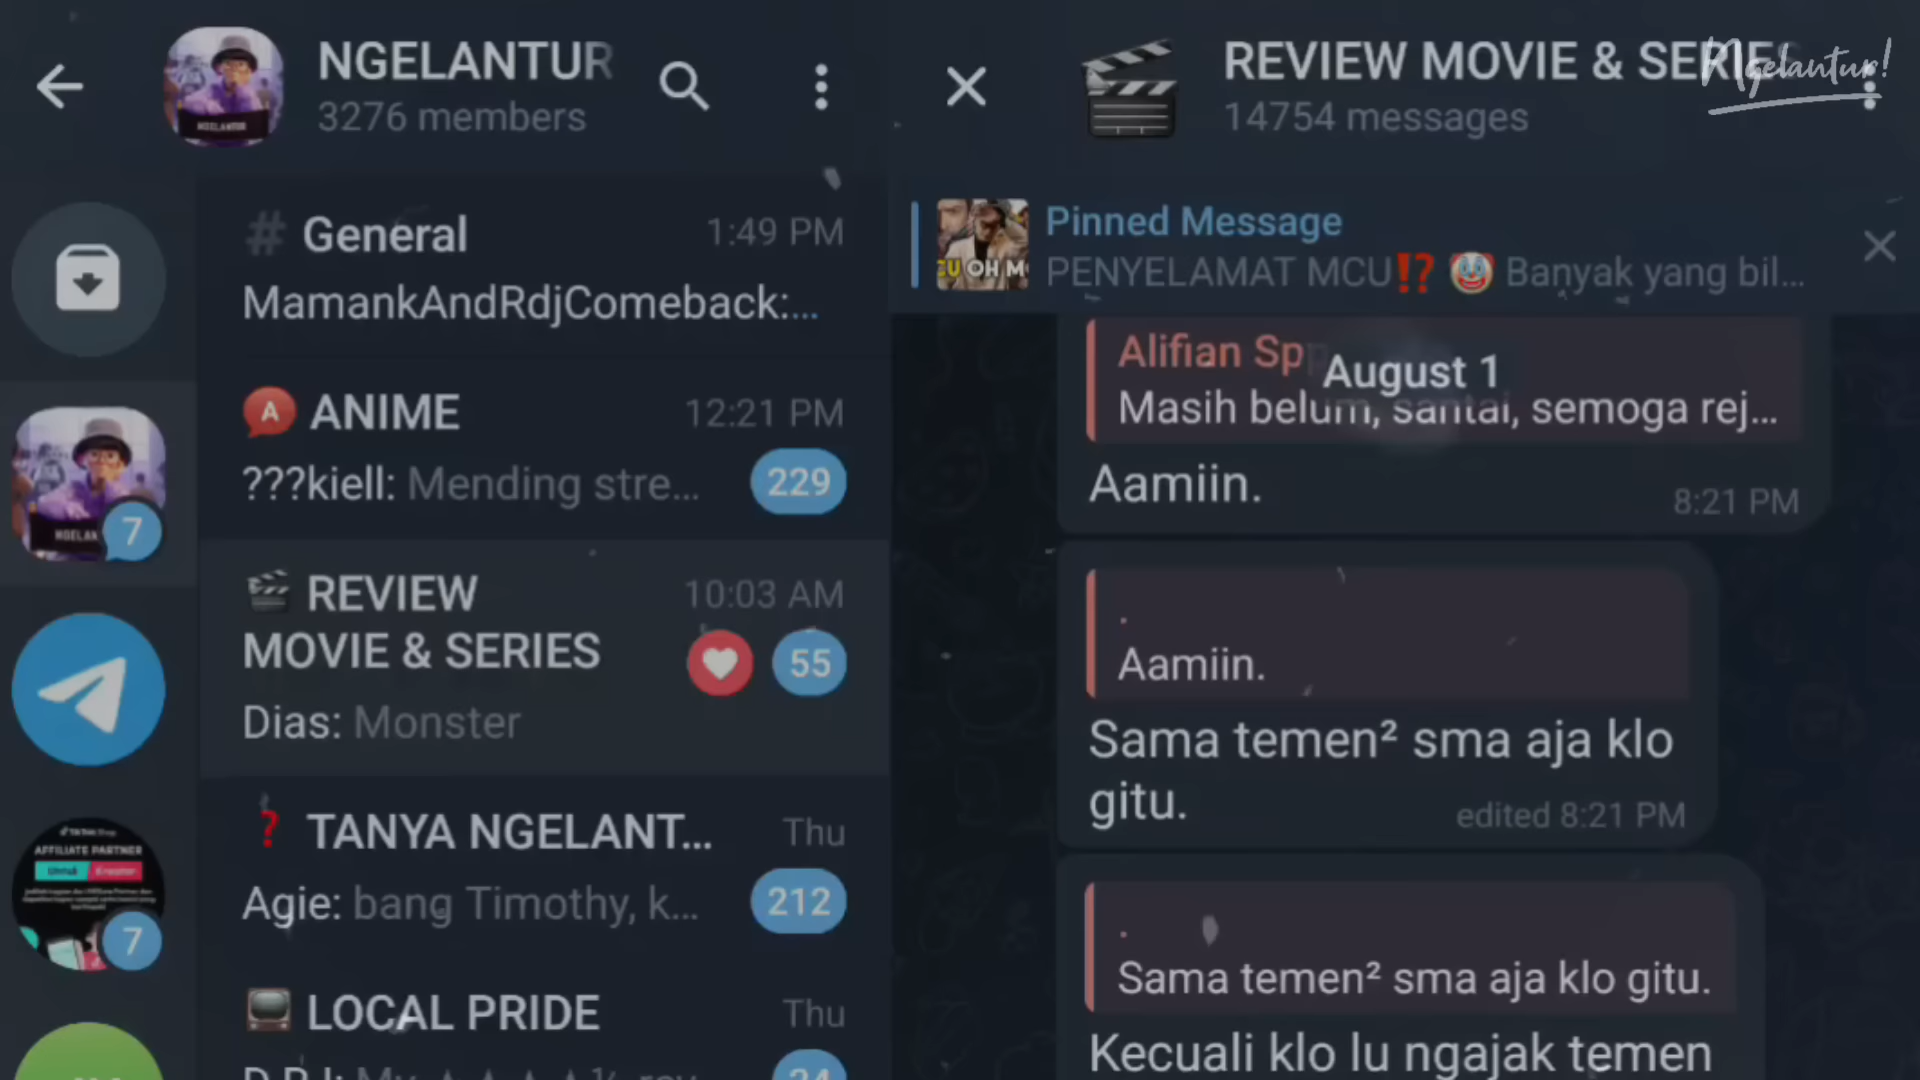 NGELANTUR
3276 members
General
1:49 PM
MamankAndRdjComeback:...
A
ANIME
12:21 PM
???kiell: Mending stre...
229
REVIEW
10:03 AM
MOVIE & SERIES
55
Dias: Monster
? TANYA NGELANT...
Thu
Agie: bang Timothy, k...
212
LOCAL PRIDE
Thu
7
AFFILIATE PARTNER
7
REVIEW MOVIE & SERIES
14754 messages
Ngelantur!
Pinned Message
PENYELAMAT MCU⁉️ 🤡 Banyak yang bil...
Alifian Spp
August 1
Masih belum, santai, semoga rej...
Aamiin.
8:21 PM
.
Aamiin.
Sama temen² sma aja klo
gitu.
edited 8:21 PM
.
Sama temen² sma aja klo gitu.
Kecuali klo lu ngajak temen